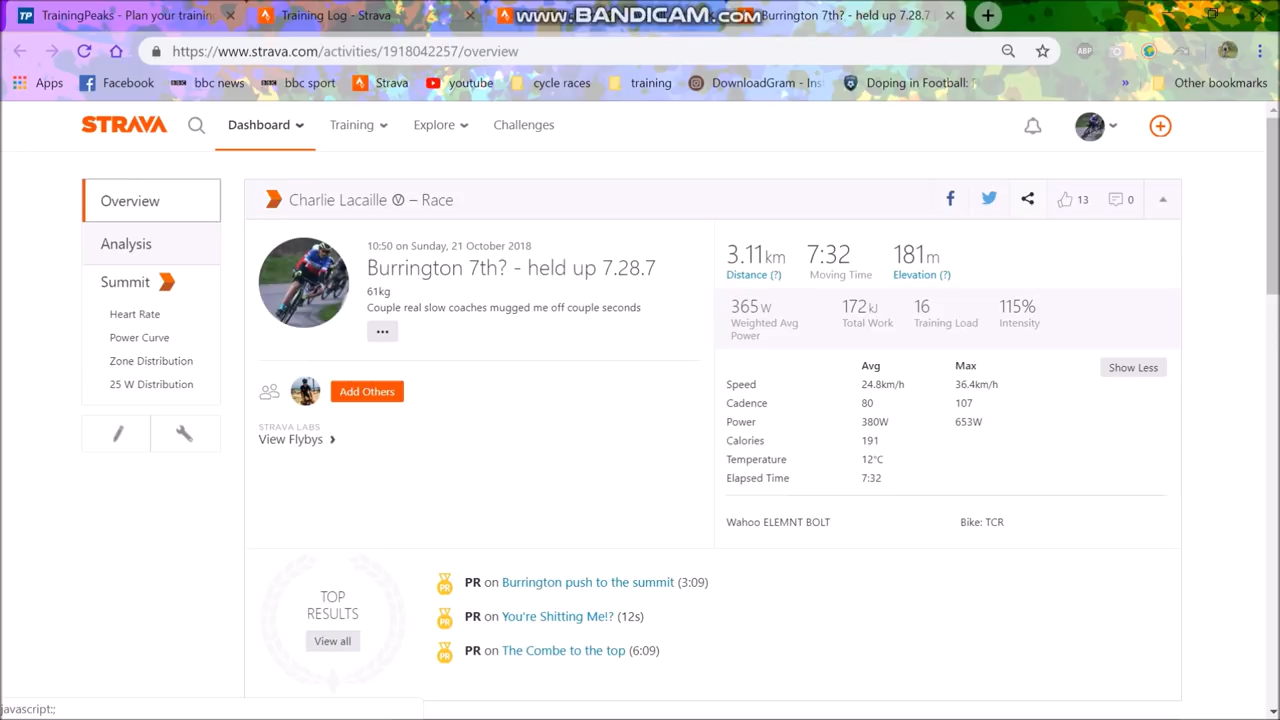 TrainingPeaks - Plan your trainin
Training Log - Strava
www.BANDICAM.com
Burrington 7th? - held up 7.28.7
https://www.strava.com/activities/1918042257/overview
ABP
Apps
Facebook
bbc news
bbc sport
Strava
youtube
cycle races
training
DownloadGram - Ins
Doping in Football:
Other bookmarks
STRAVA
Dashboard
Training
Explore
Challenges
Overview
Analysis
Summit
Heart Rate
Power Curve
Zone Distribution
25 W Distribution
Charlie Lacaille – Race
13
0
10:50 on Sunday, 21 October 2018
Burrington 7th? - held up 7.28.7
61kg
Couple real slow coaches mugged me off couple seconds
Add Others
STRAVA LABS
View Flybys
3.11km 7:32 181m
Distance (?) Moving Time Elevation (?)
365W 172kJ 16 115%
Weighted Avg Power Total Work Training Load Intensity
Avg Max
Show Less
Speed 24.8km/h 36.4km/h
Cadence 80 107
Power 380W 653W
Calories 191
Temperature 12°C
Elapsed Time 7:32
Wahoo ELEMNT BOLT Bike: TCR
TOP RESULTS
View all
PR on Burrington push to the summit (3:09)
PR on You're Shitting Me!? (12s)
PR on The Combe to the top (6:09)
javascript:;